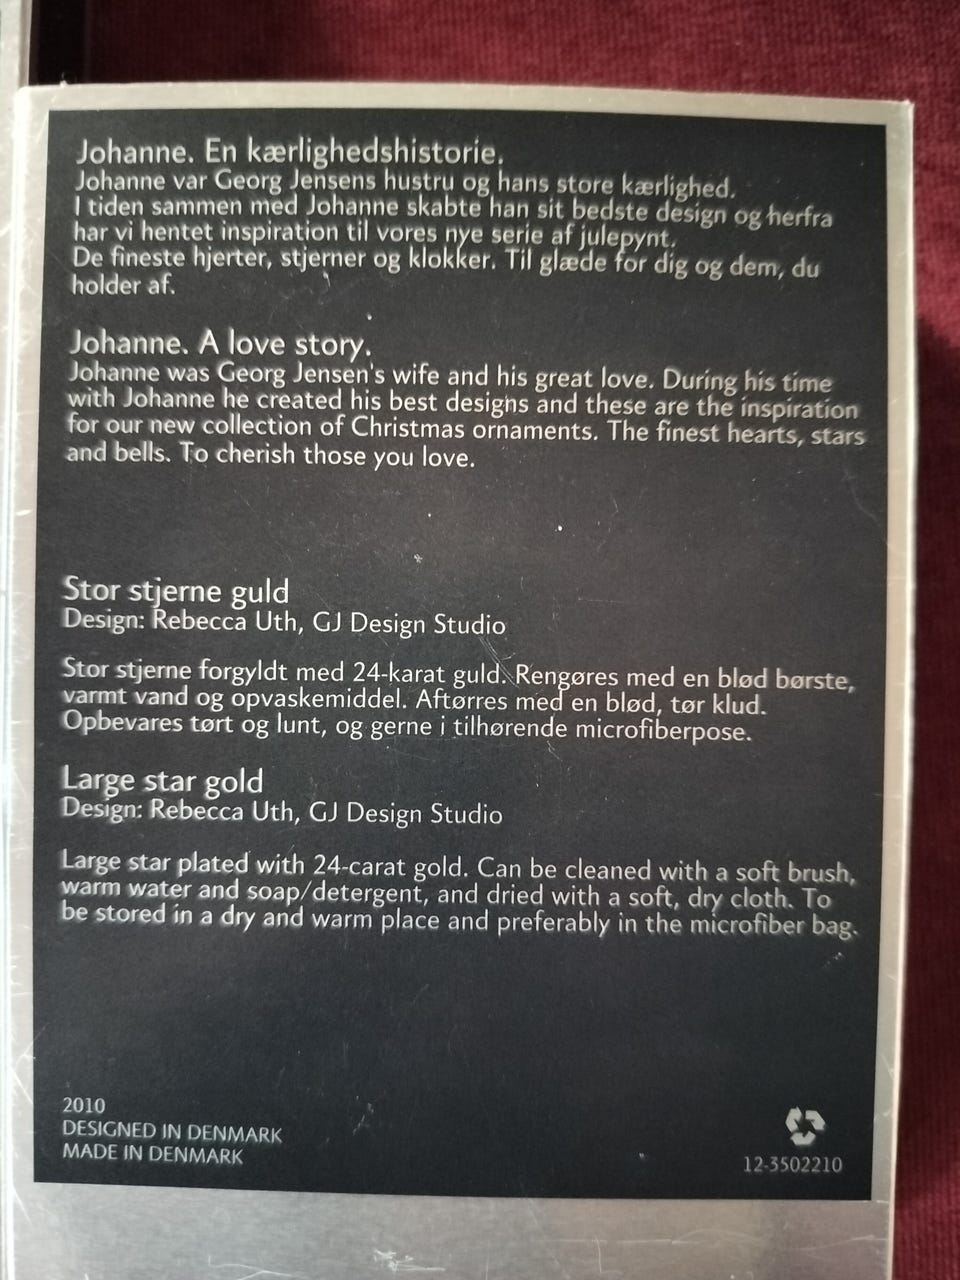 Johanne. En kærlighedshistorie.
Johanne var Georg Jensens hustru og hans store kærlighed.
I tiden sammen med Johanne skabte han sit bedste design og herfra
har vi hentet inspiration til vores nye serie af julepynt.
De fineste hjerter, stjerner og klokker. Til glæde for dig og dem, du
holder af.
Johanne. A love story.
Johanne was Georg Jensen's wife and his great love. During his time
with Johanne he created his best designs and these are the inspiration
for our new collection of Christmas ornaments. The finest hearts, stars
and bells. To cherish those you love.
Stor stjerne guld
Design: Rebecca Uth, GJ Design Studio
Stor stjerne forgyldt med 24-karat guld. Rengøres med en blød børste,
varmt vand og opvaskemiddel. Aftørres med en blød, tør klud.
Opbevares tørt og lunt, og gerne i tilhørende microfiberpose.
Large star gold
Design: Rebecca Uth, GJ Design Studio
Large star plated with 24-carat gold. Can be cleaned with a soft brush,
warm water and soap/detergent, and dried with a soft, dry cloth. To
be stored in a dry and warm place and preferably in the microfiber bag.
2010
DESIGNED IN DENMARK
MADE IN DENMARK
12-3502210